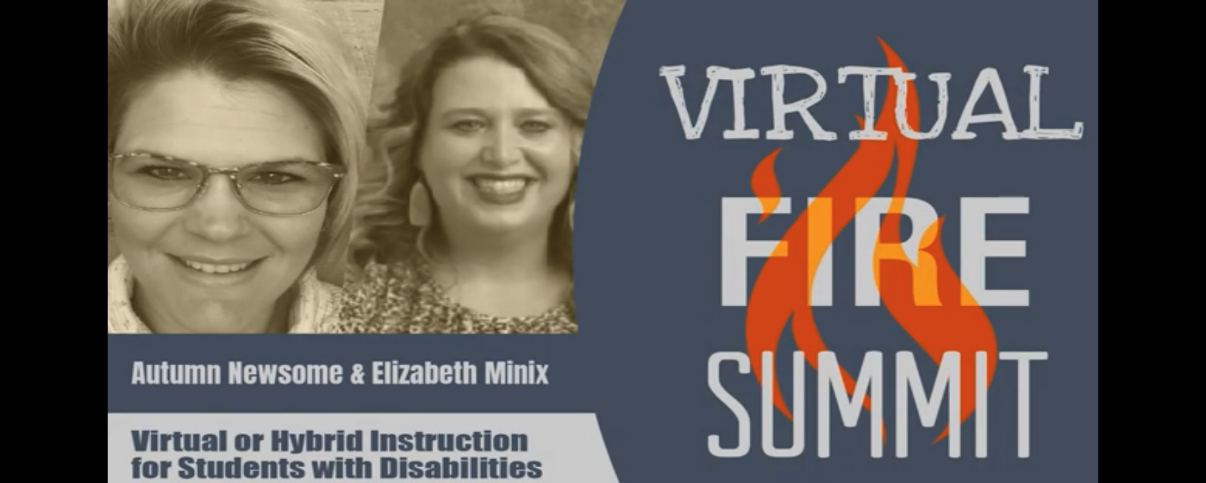 Autumn Newsome & Elizabeth Minix
Virtual or Hybrid Instruction
for Students with Disabilities
VIRTUAL
FIRE
SUMMIT